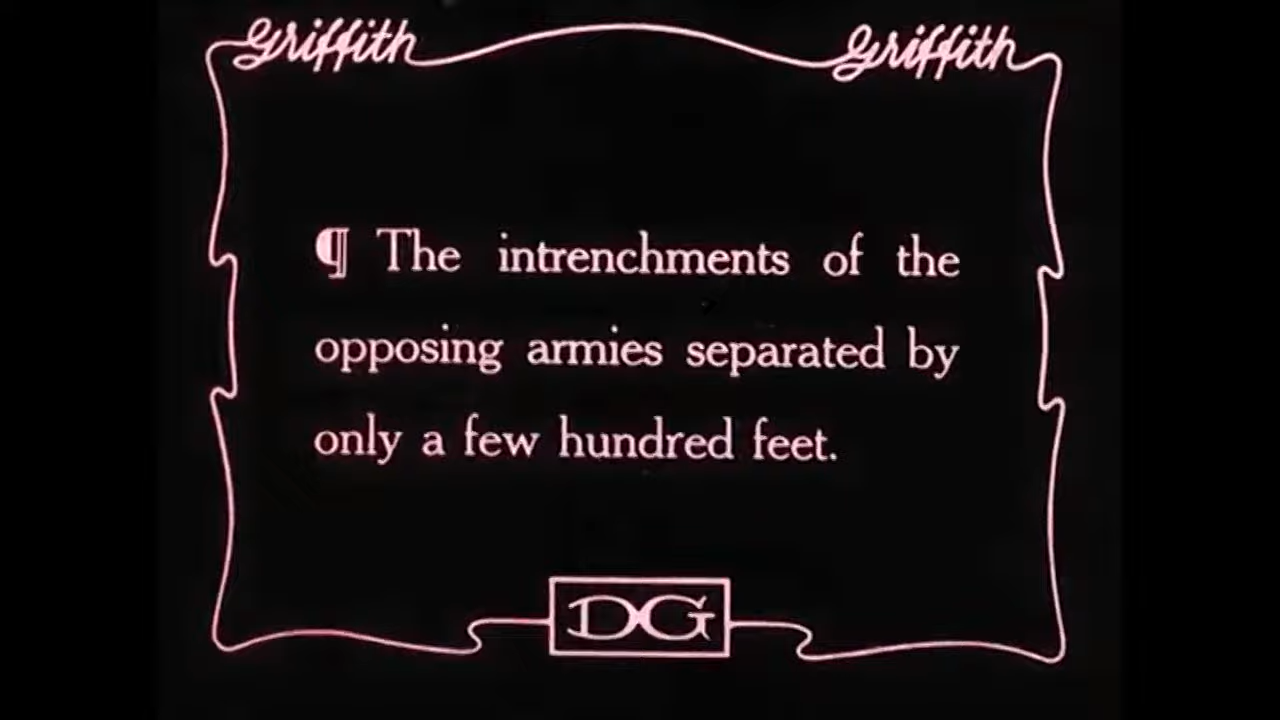 Griffith Griffith
¶ The intrenchments of the
opposing armies separated by
only a few hundred feet.
DG